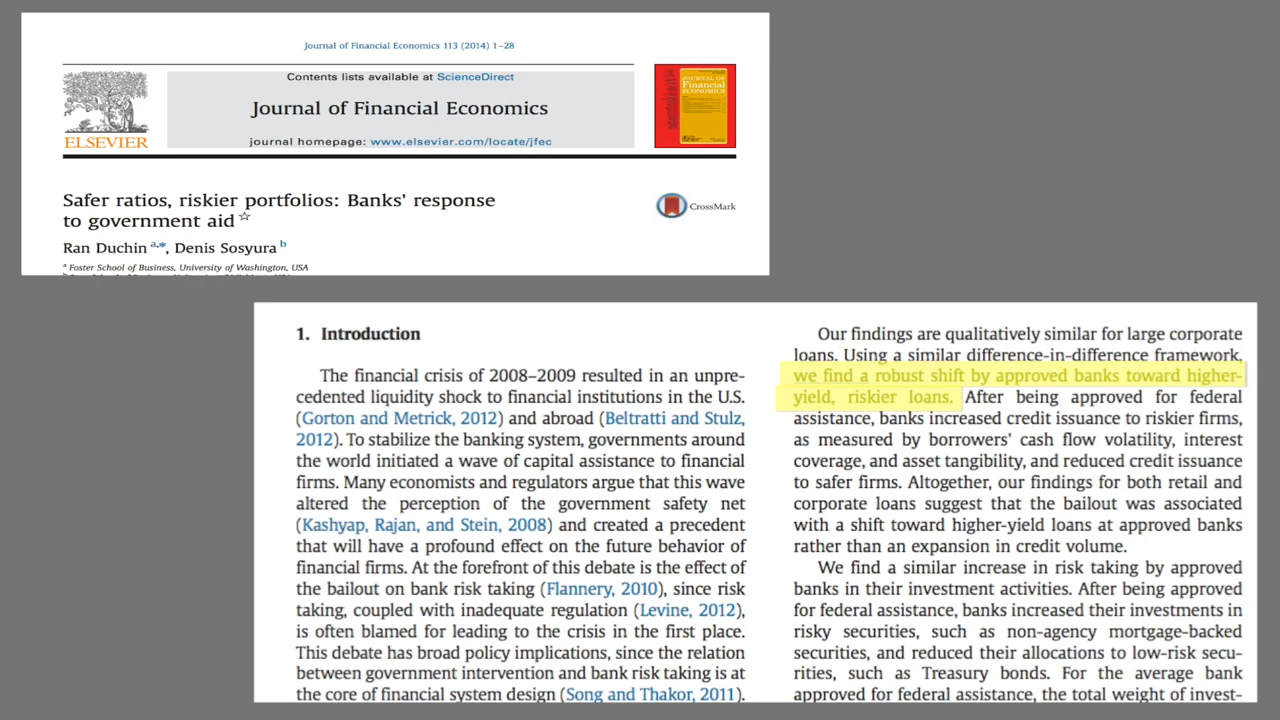 Journal of Financial Economics 113 (2014) 1–28
Contents lists available at ScienceDirect
Journal of Financial Economics
journal homepage: www.elsevier.com/locate/jfec
ELSEVIER
JOURNAL OF
Financial
ECONOMICS
Safer ratios, riskier portfolios: Banks' response
to government aid☆
CrossMark
Ran Duchin a,*, Denis Sosyura b
a Foster School of Business, University of Washington, USA
1. Introduction
The financial crisis of 2008–2009 resulted in an unpre-
cedented liquidity shock to financial institutions in the U.S.
(Gorton and Metrick, 2012) and abroad (Beltratti and Stulz,
2012). To stabilize the banking system, governments around
the world initiated a wave of capital assistance to financial
firms. Many economists and regulators argue that this wave
altered the perception of the government safety net
(Kashyap, Rajan, and Stein, 2008) and created a precedent
that will have a profound effect on the future behavior of
financial firms. At the forefront of this debate is the effect of
the bailout on bank risk taking (Flannery, 2010), since risk
taking, coupled with inadequate regulation (Levine, 2012),
is often blamed for leading to the crisis in the first place.
This debate has broad policy implications, since the relation
between government intervention and bank risk taking is at
the core of financial system design (Song and Thakor, 2011).
Our findings are qualitatively similar for large corporate
loans. Using a similar difference-in-difference framework,
we find a robust shift by approved banks toward higher-
yield, riskier loans. After being approved for federal
assistance, banks increased credit issuance to riskier firms,
as measured by borrowers' cash flow volatility, interest
coverage, and asset tangibility, and reduced credit issuance
to safer firms. Altogether, our findings for both retail and
corporate loans suggest that the bailout was associated
with a shift toward higher-yield loans at approved banks
rather than an expansion in credit volume.
We find a similar increase in risk taking by approved
banks in their investment activities. After being approved
for federal assistance, banks increased their investments in
risky securities, such as non-agency mortgage-backed
securities, and reduced their allocations to low-risk secu-
rities, such as Treasury bonds. For the average bank
approved for federal assistance, the total weight of invest-